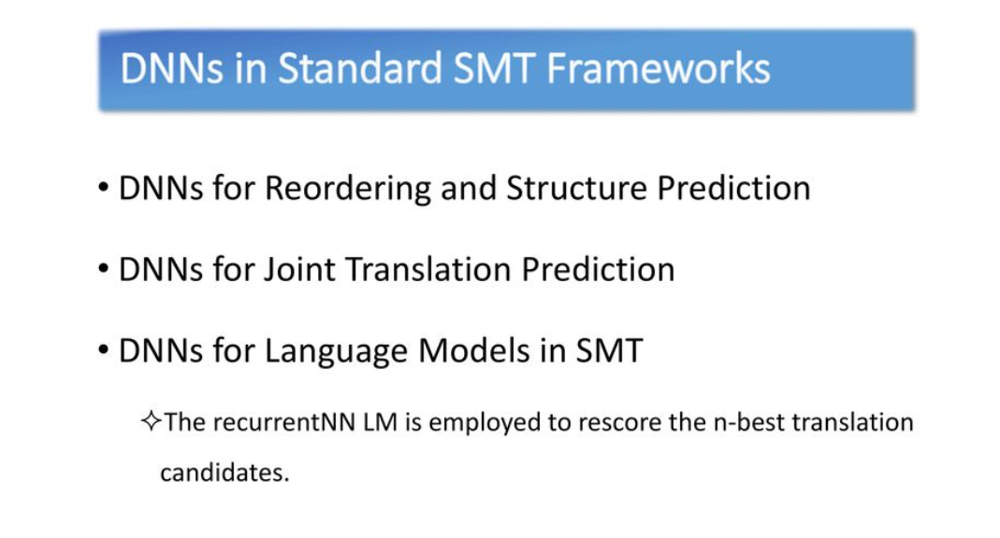 DNNs in Standard SMT Frameworks
• DNNs for Reordering and Structure Prediction
• DNNs for Joint Translation Prediction
• DNNs for Language Models in SMT
✧The recurrentNN LM is employed to rescore the n-best translation
candidates.